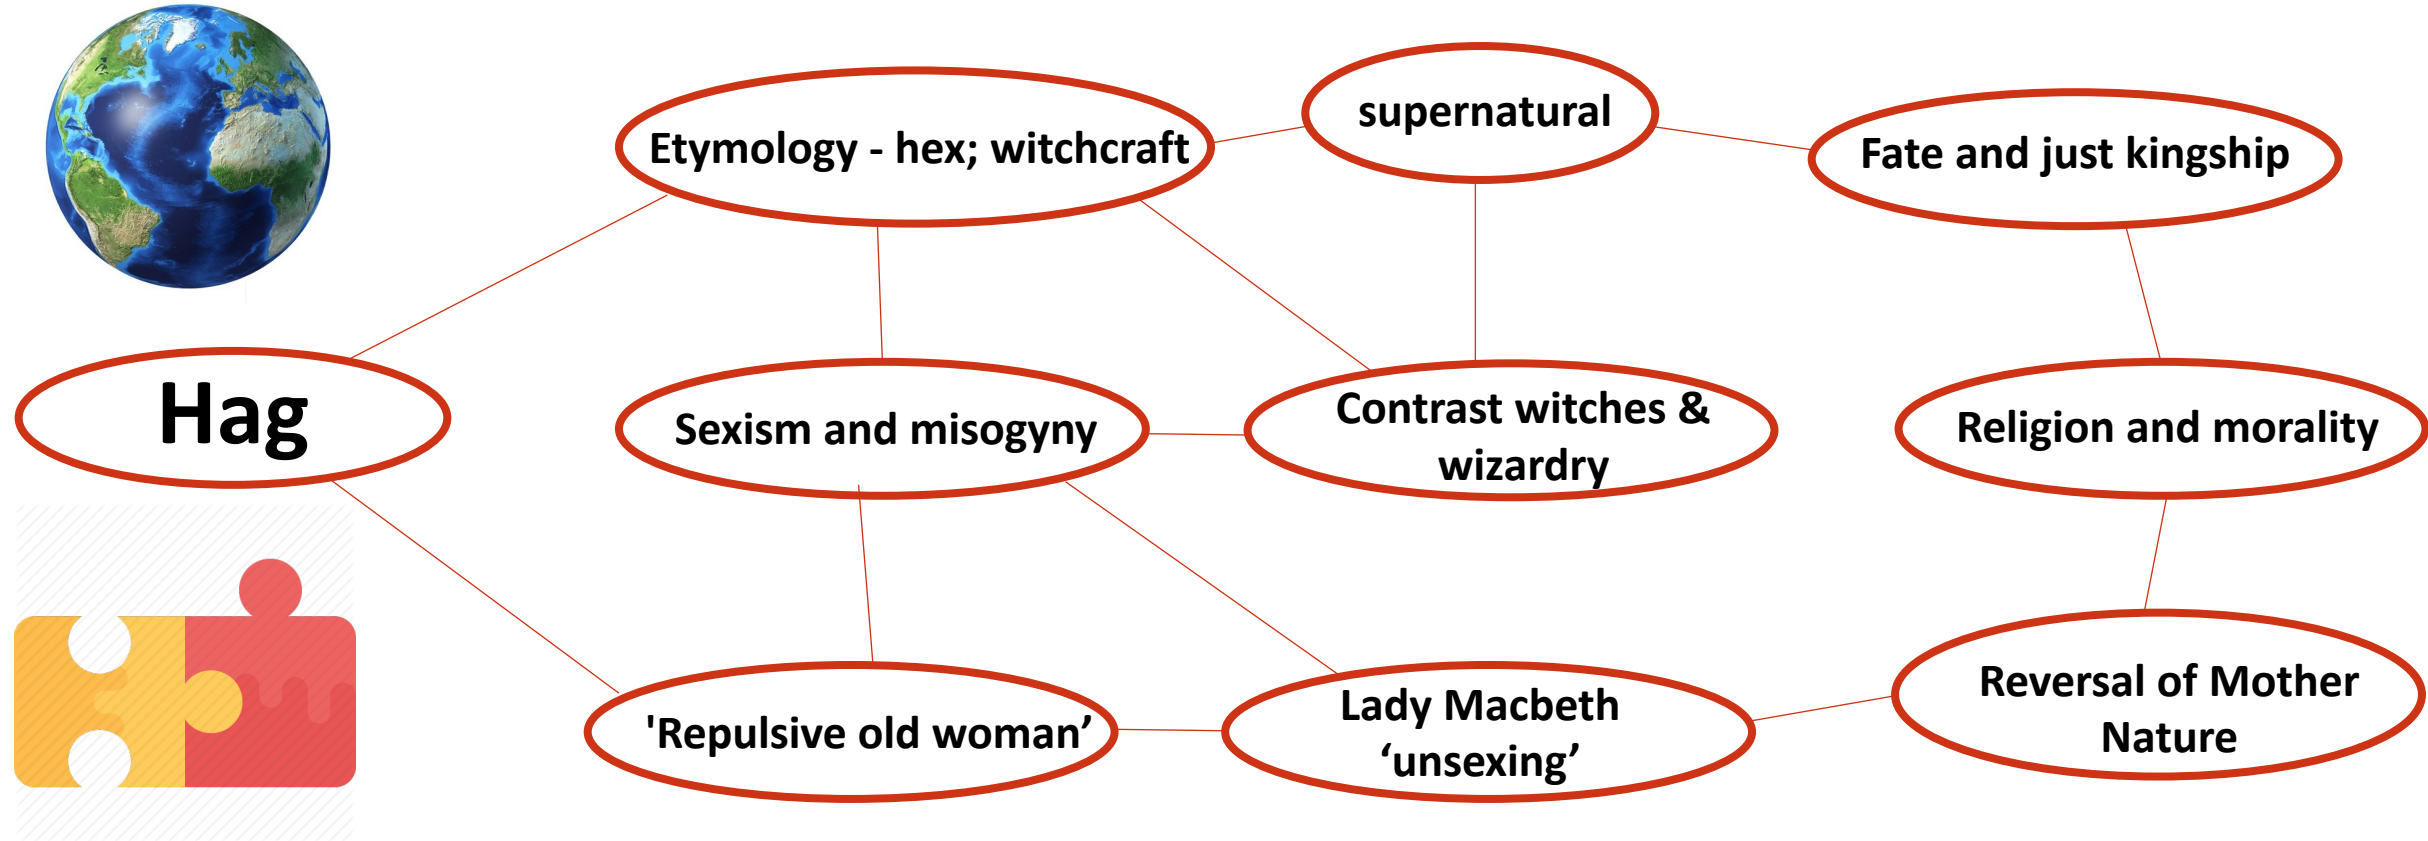 Etymology - hex; witchcraft
supernatural
Fate and just kingship
Hag
Sexism and misogyny
Contrast witches &
wizardry
Religion and morality
'Repulsive old woman’
Lady Macbeth
‘unsexing’
Reversal of Mother
Nature